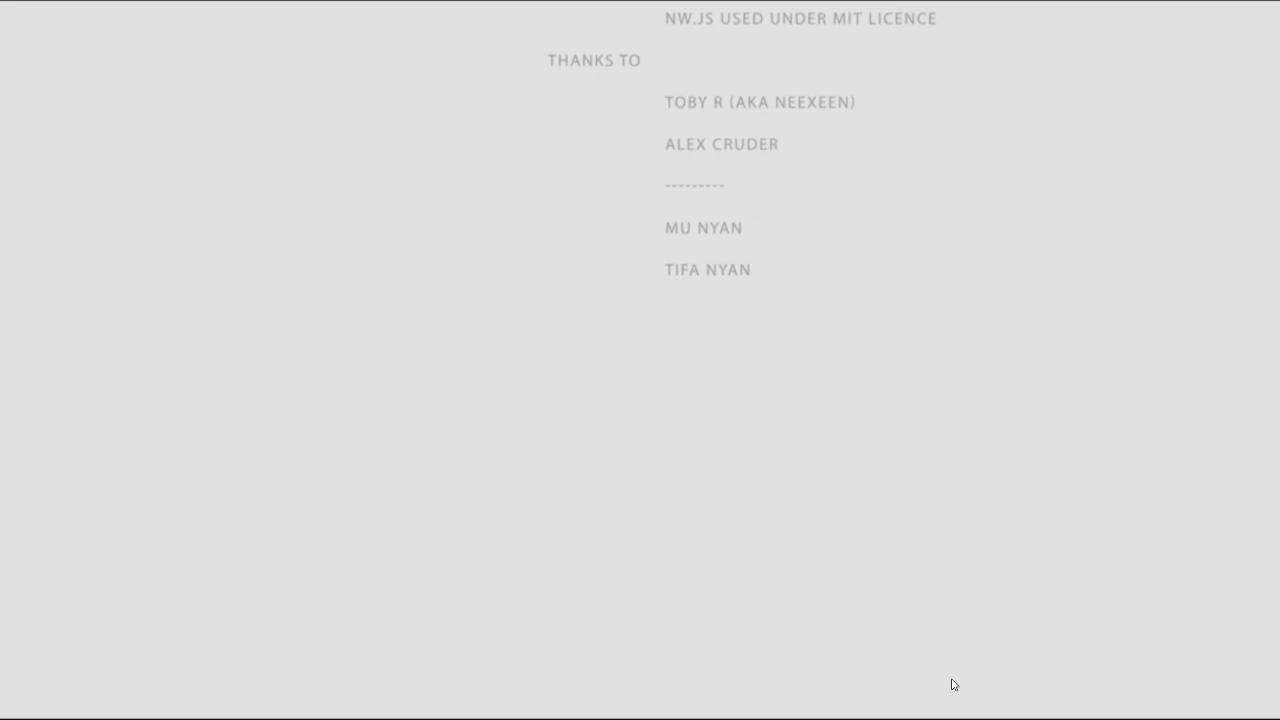 NW.JS USED UNDER MIT LICENCE
THANKS TO
TOBY R (AKA NEEXEEN)
ALEX CRUDER
---------
MU NYAN
TIFA NYAN